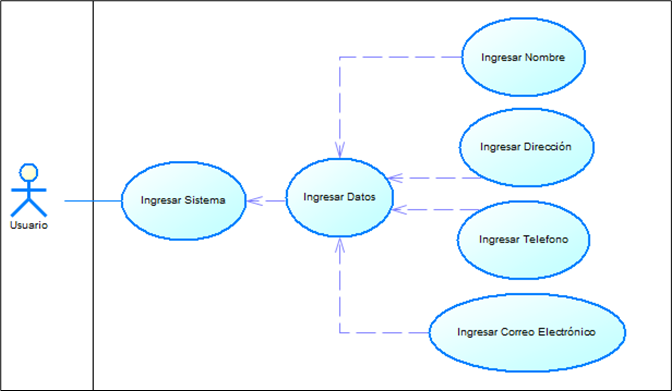 Ingresar Nombre
Ingresar Dirección
Ingresar Sistema
Ingresar Datos
Usuario
Ingresar Telefono
Ingresar Correo Electrónico